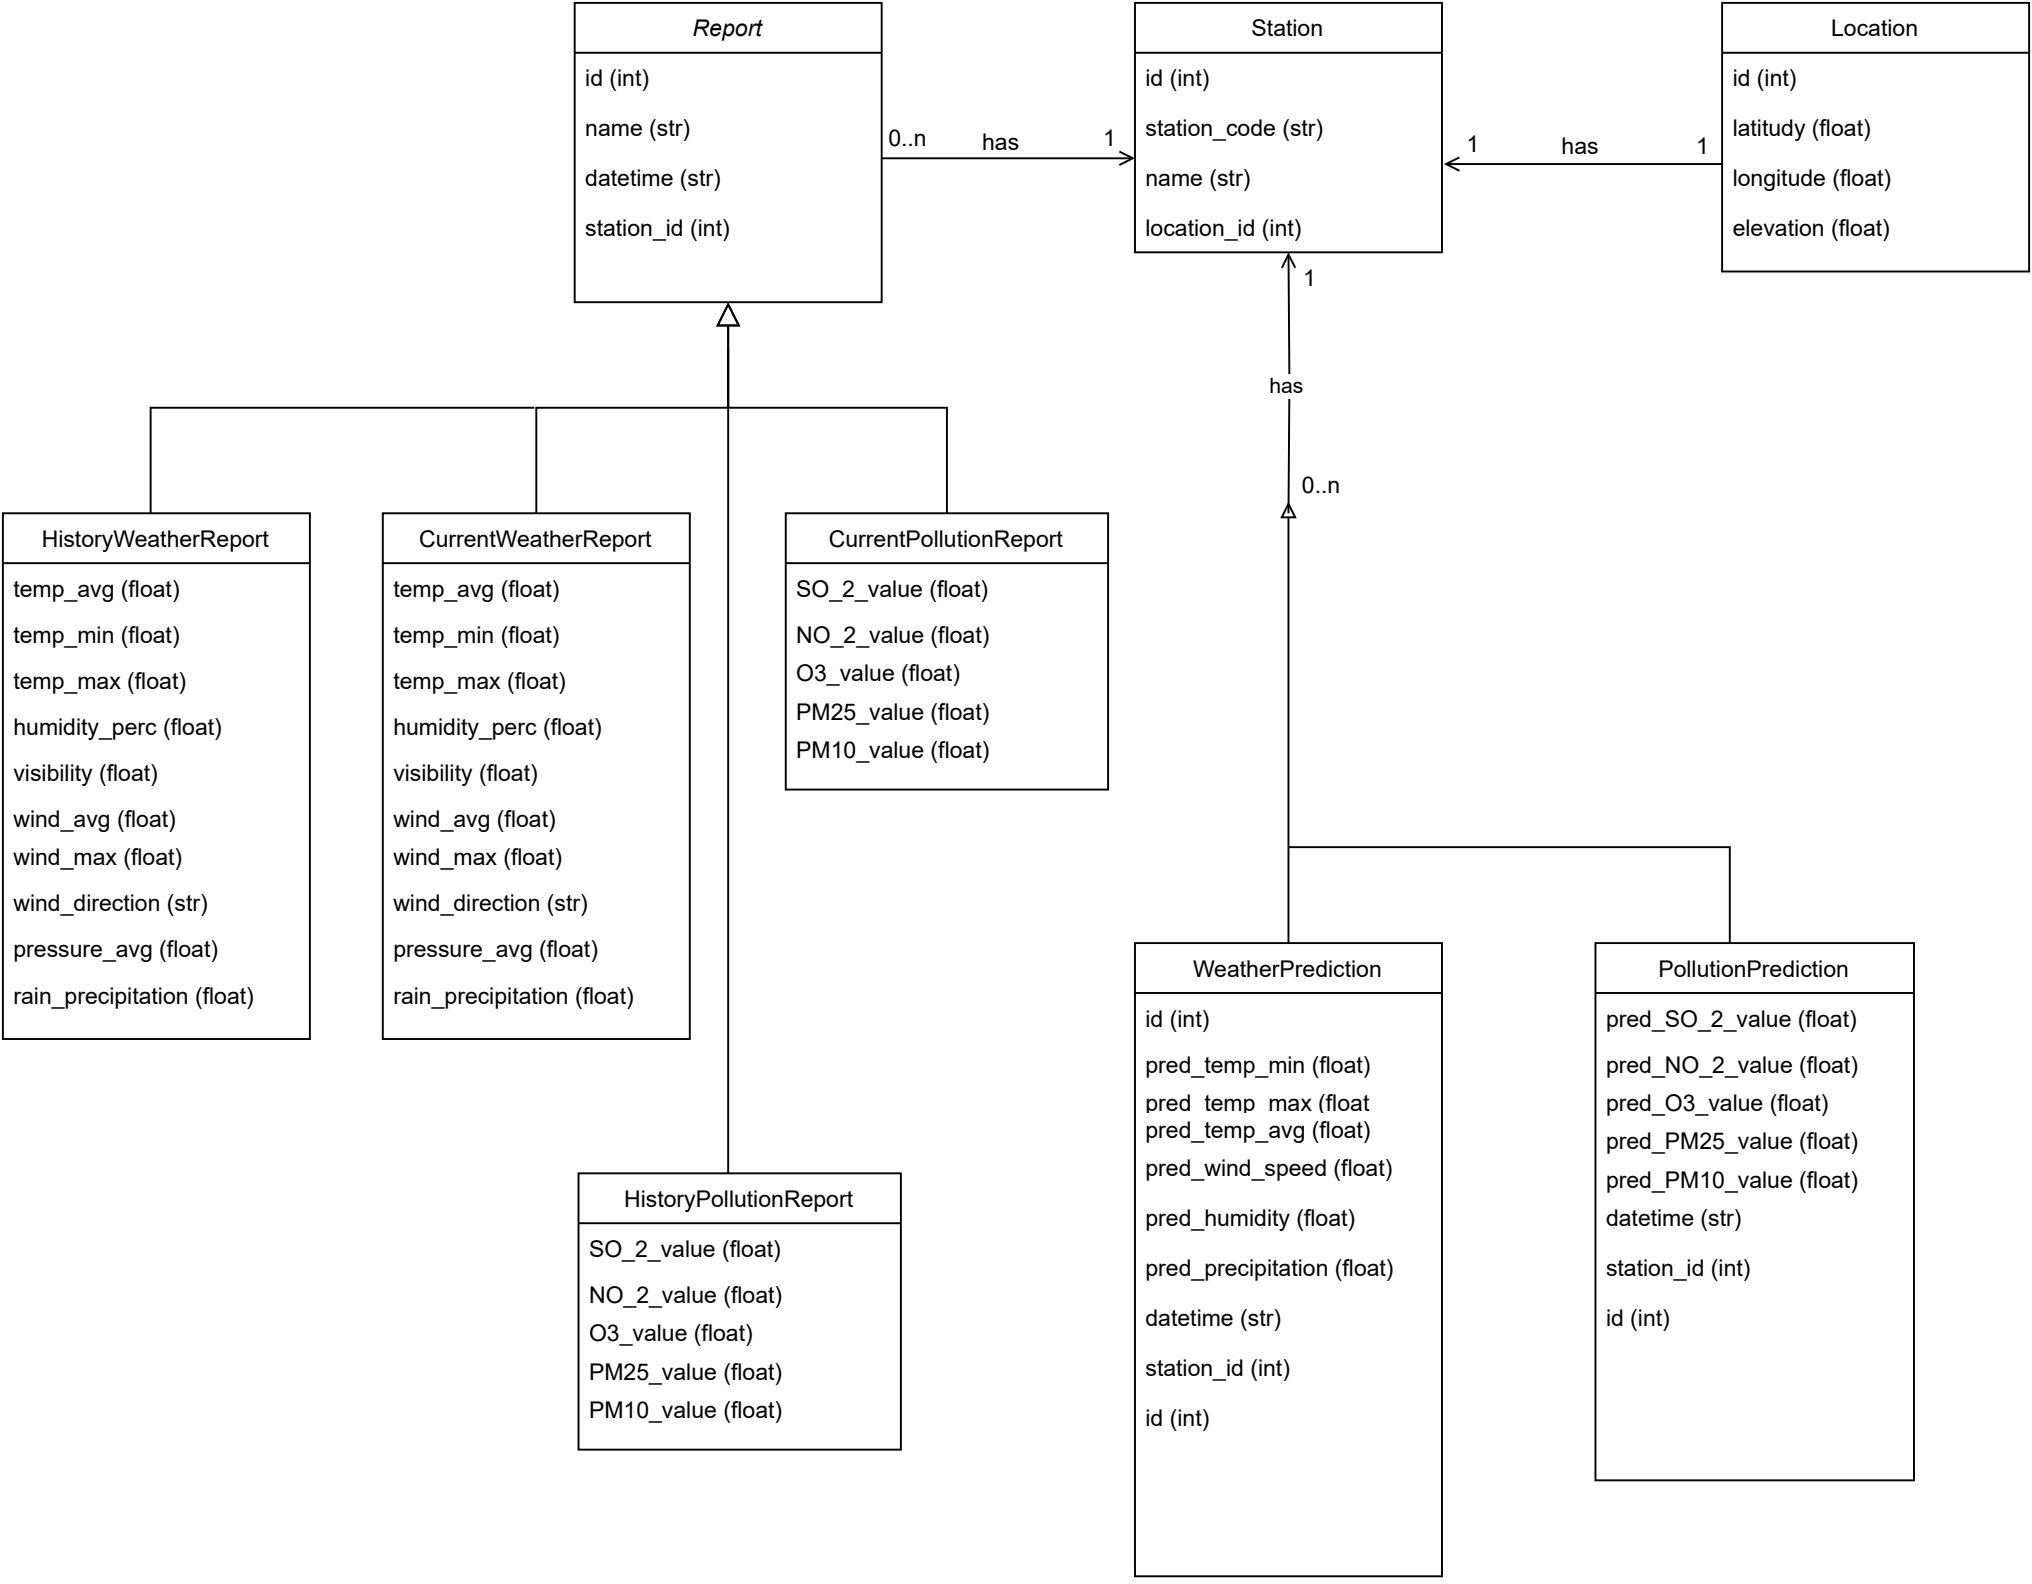 Report
id (int)
name (str)
datetime (str)
station_id (int)
0..n
has
1
Station
id (int)
station_code (str)
name (str)
location_id (int)
1
has
1
Location
id (int)
latitudy (float)
longitude (float)
elevation (float)
1
has
0..n
HistoryWeatherReport
temp_avg (float)
temp_min (float)
temp_max (float)
humidity_perc (float)
visibility (float)
wind_avg (float)
wind_max (float)
wind_direction (str)
pressure_avg (float)
rain_precipitation (float)
CurrentWeatherReport
temp_avg (float)
temp_min (float)
temp_max (float)
humidity_perc (float)
visibility (float)
wind_avg (float)
wind_max (float)
wind_direction (str)
pressure_avg (float)
rain_precipitation (float)
CurrentPollutionReport
SO_2_value (float)
NO_2_value (float)
O3_value (float)
PM25_value (float)
PM10_value (float)
HistoryPollutionReport
SO_2_value (float)
NO_2_value (float)
O3_value (float)
PM25_value (float)
PM10_value (float)
WeatherPrediction
id (int)
pred_temp_min (float)
pred_temp_max (float
pred_temp_avg (float)
pred_wind_speed (float)
pred_humidity (float)
pred_precipitation (float)
datetime (str)
station_id (int)
id (int)
PollutionPrediction
pred_SO_2_value (float)
pred_NO_2_value (float)
pred_O3_value (float)
pred_PM25_value (float)
pred_PM10_value (float)
datetime (str)
station_id (int)
id (int)